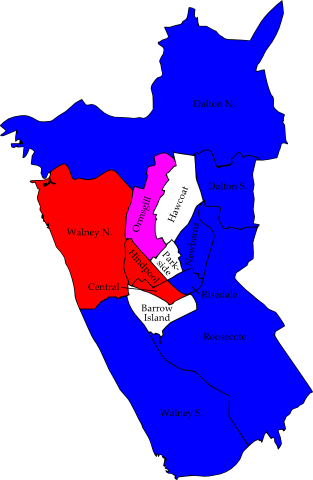 Dalton N.
Dalton S.
Hawcoat
Ormsgill
Newbarns
Walney N.
Park-
side
Hindpool
Central
Risedale
Barrow
Island
Roosecote
Walney S.